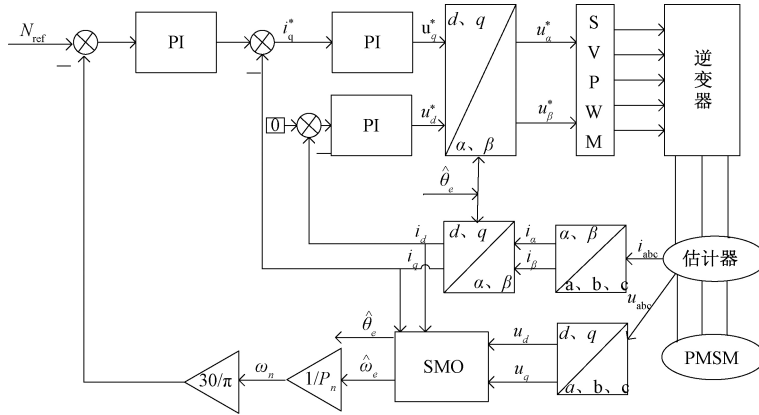 N_ref
—
PI
i_q^*
—
PI
u_q^*
d、q
α、β
u_α^*
u_β^*
S
V
P
W
M
逆
变
器
0
—
PI
u_d^*
θ̂_e
i_d
i_q
d、q
α、β
i_α
i_β
α、β
a、b、c
i_abc
估计器
u_abc
θ̂_e
ω̂_e
SMO
u_d
u_q
d、q
a、b、c
PMSM
30/π
ω_n
1/P_n